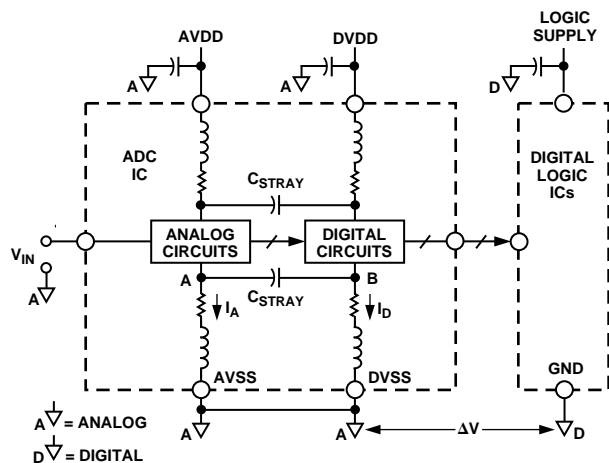 AVDD
DVDD
LOGIC
SUPPLY
A
A
D
ADC
IC
CSTRAY
DIGITAL
LOGIC
ICs
VIN
ANALOG
CIRCUITS
DIGITAL
CIRCUITS
A
A
B
CSTRAY
IA
ID
AVSS
DVSS
GND
A = ANALOG
A
A
ΔV
D
D = DIGITAL